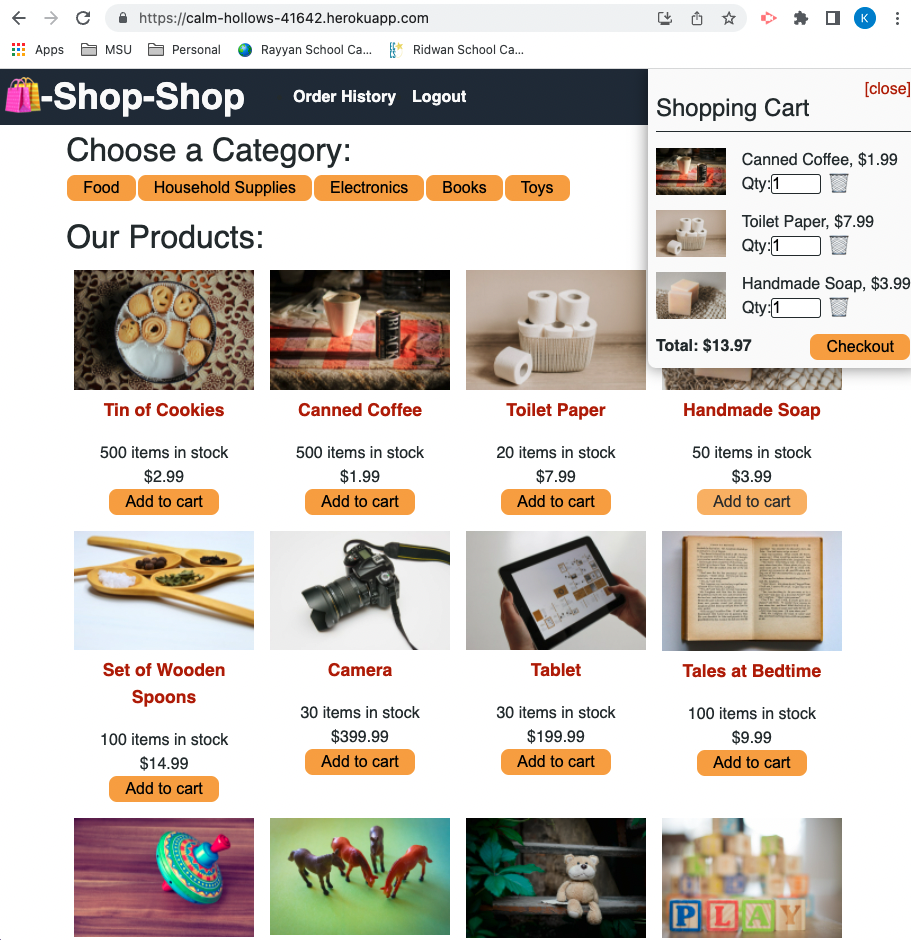 https://calm-hollows-41642.herokuapp.com
K
Apps MSU Personal Rayyan School Ca... Ridwan School Ca...
-Shop-Shop Order History Logout
[close]
Shopping Cart
Canned Coffee, $1.99
Qty:1
Toilet Paper, $7.99
Qty:1
Handmade Soap, $3.99
Qty:1
Total: $13.97 Checkout
Choose a Category:
Food Household Supplies Electronics Books Toys
Our Products:
Tin of Cookies Canned Coffee Toilet Paper Handmade Soap
500 items in stock 500 items in stock 20 items in stock 50 items in stock
$2.99 $1.99 $7.99 $3.99
Add to cart Add to cart Add to cart Add to cart
Set of Wooden Spoons Camera Tablet Tales at Bedtime
100 items in stock 30 items in stock 30 items in stock 100 items in stock
$14.99 $399.99 $199.99 $9.99
Add to cart Add to cart Add to cart Add to cart
PLAY